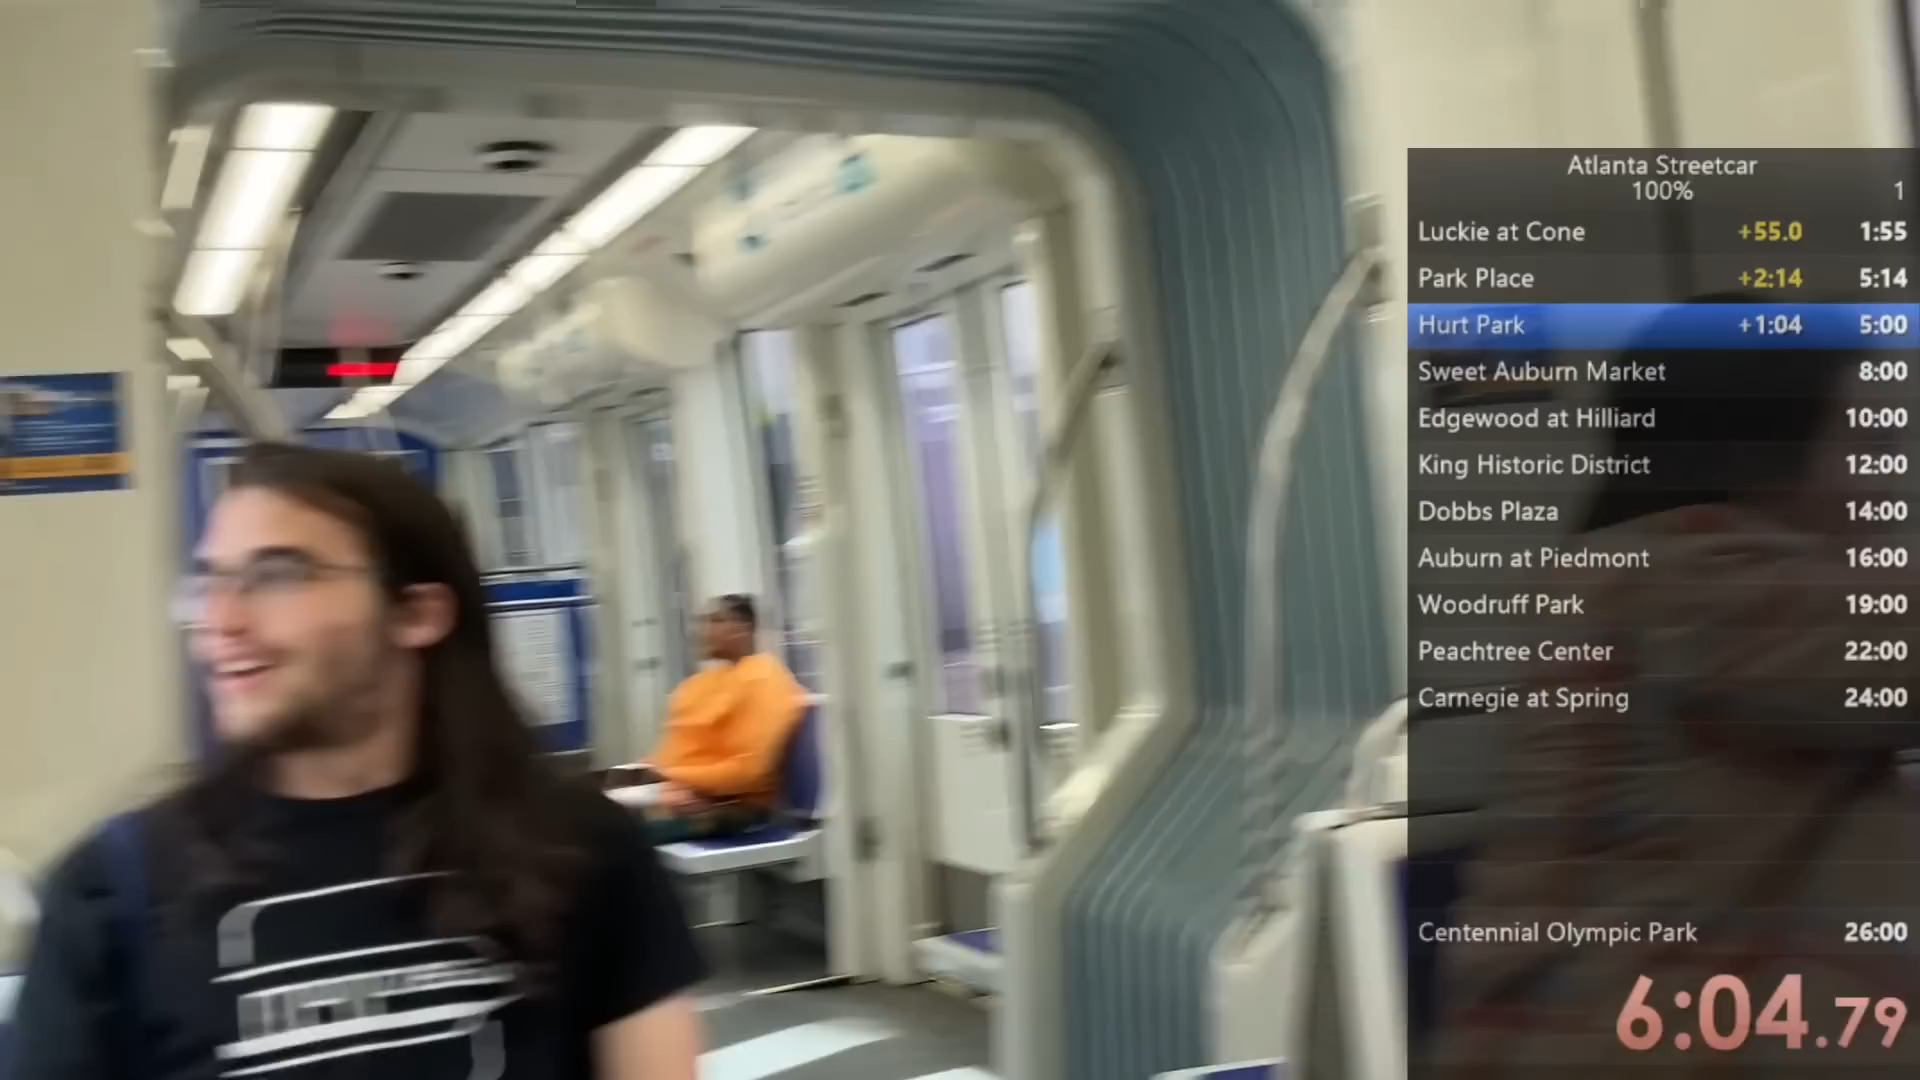 Atlanta Streetcar
100% 1
Luckie at Cone +55.0 1:55
Park Place +2:14 5:14
Hurt Park +1:04 5:00
Sweet Auburn Market 8:00
Edgewood at Hilliard 10:00
King Historic District 12:00
Dobbs Plaza 14:00
Auburn at Piedmont 16:00
Woodruff Park 19:00
Peachtree Center 22:00
Carnegie at Spring 24:00
Centennial Olympic Park 26:00
6:04.79